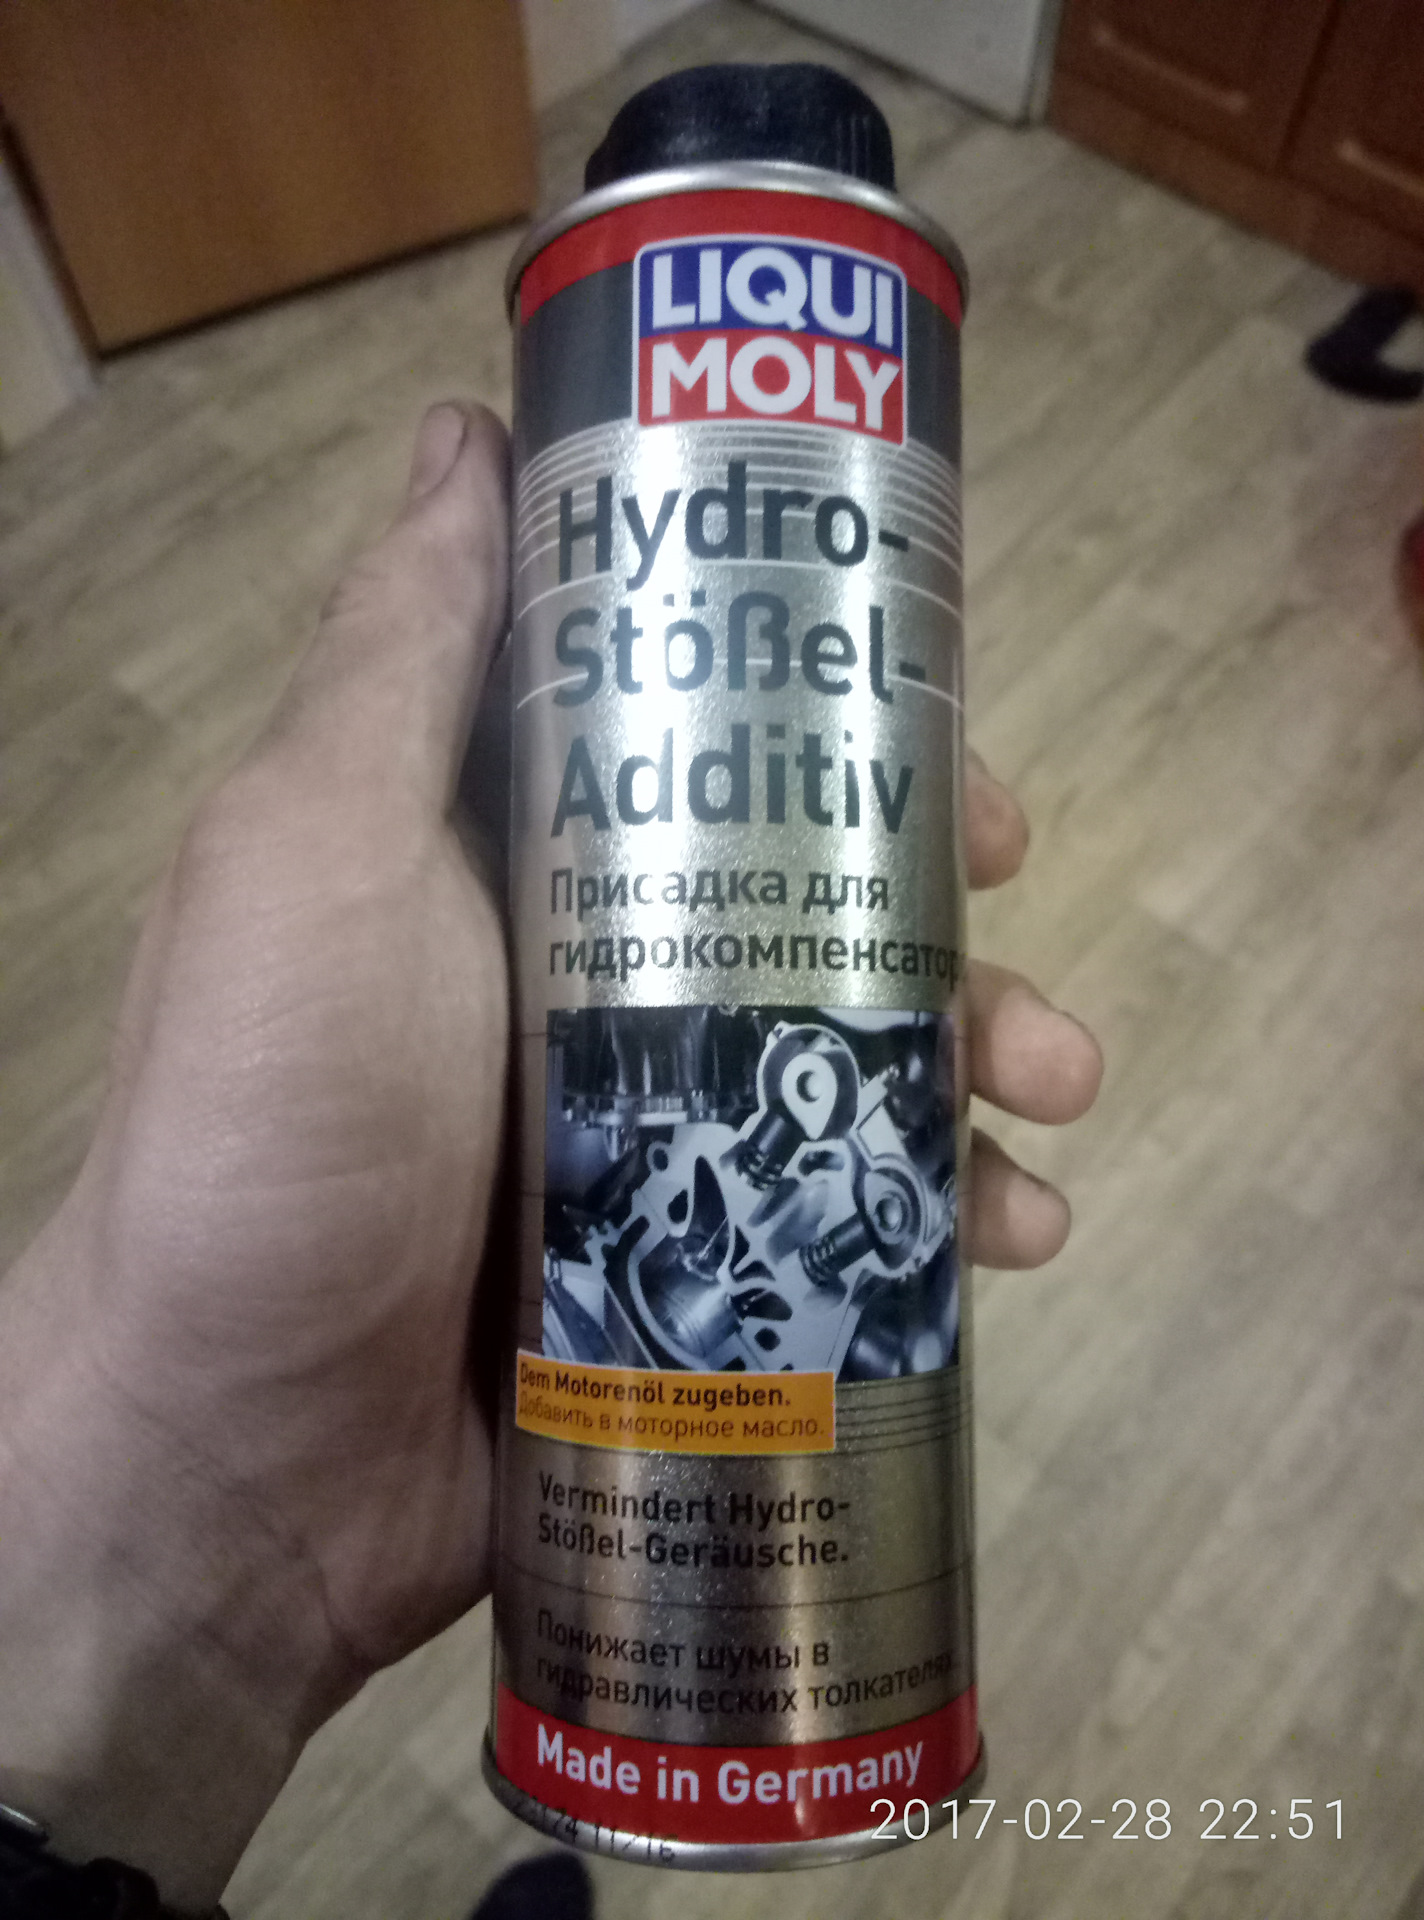 LIQUI
MOLY
Hydro-
Stößel-
Additiv
Присадка для
гидрокомпенсатор
Dem Motorenöl zugeben.
Добавить в моторное масло.
Vermindert Hydro-
Stößel-Geräusche.
Понижает шумы в
гидравлических толкателях.
Made in Germany
2017-02-28 22:51